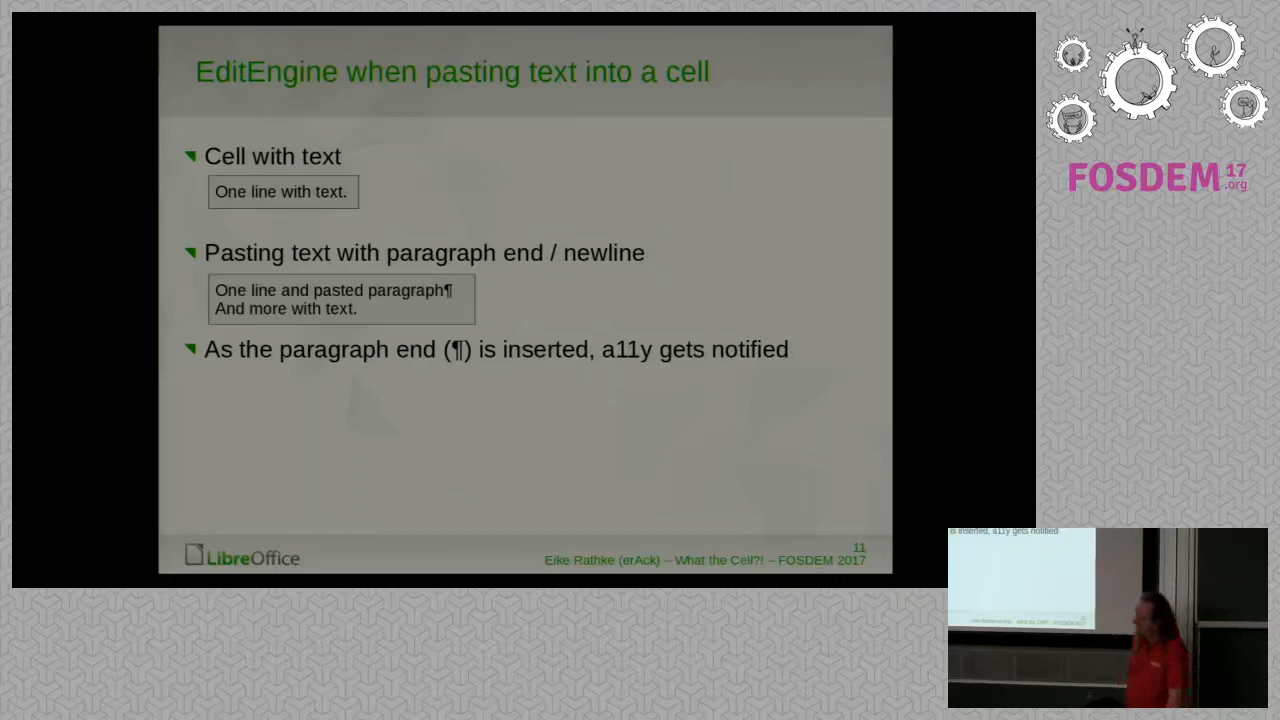 EditEngine when pasting text into a cell
Cell with text
One line with text.
Pasting text with paragraph end / newline
One line and pasted paragraph¶
And more with text.
As the paragraph end (¶) is inserted, a11y gets notified
LibreOffice
11
Eike Rathke (erAck) – What the Cell?! – FOSDEM 2017
FOSDEM 17
.org
is inserted, a11y gets notified